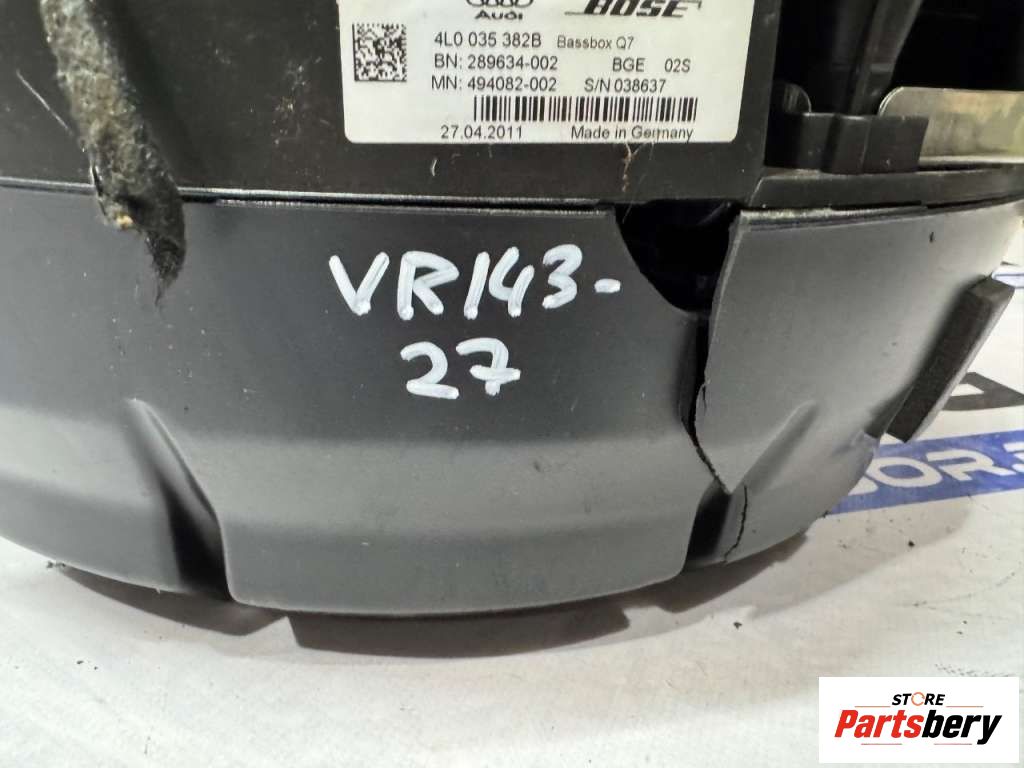 Audi BOSE
4L0 035 382B Bassbox Q7
BN: 289634-002 BGE 02S
MN: 494082-002 S/N 038637
27.04.2011 Made in Germany
VR143-
27
STORE
Partsbery